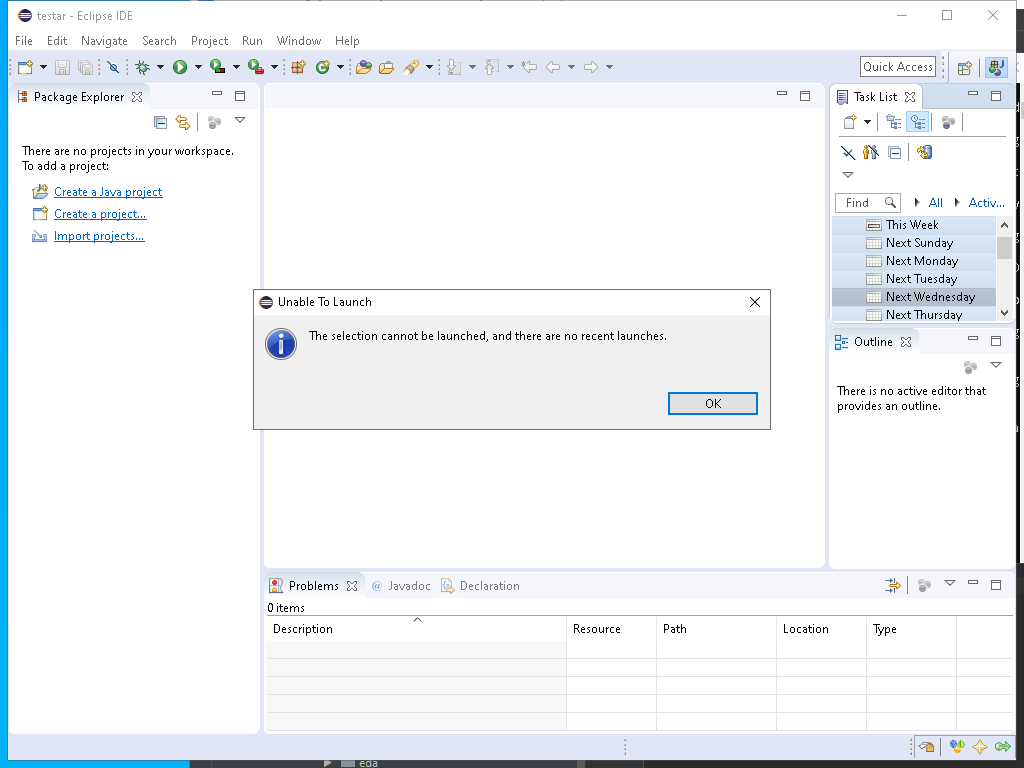 testar - Eclipse IDE
File Edit Navigate Search Project Run Window Help
Quick Access
Package Explorer
There are no projects in your workspace.
To add a project:
Create a Java project
Create a project...
Import projects...
Task List
Find All Activ...
This Week
Next Sunday
Next Monday
Next Tuesday
Next Wednesday
Next Thursday
Unable To Launch
The selection cannot be launched, and there are no recent launches.
OK
Outline
There is no active editor that
provides an outline.
Problems @ Javadoc Declaration
0 items
Description Resource Path Location Type
eda